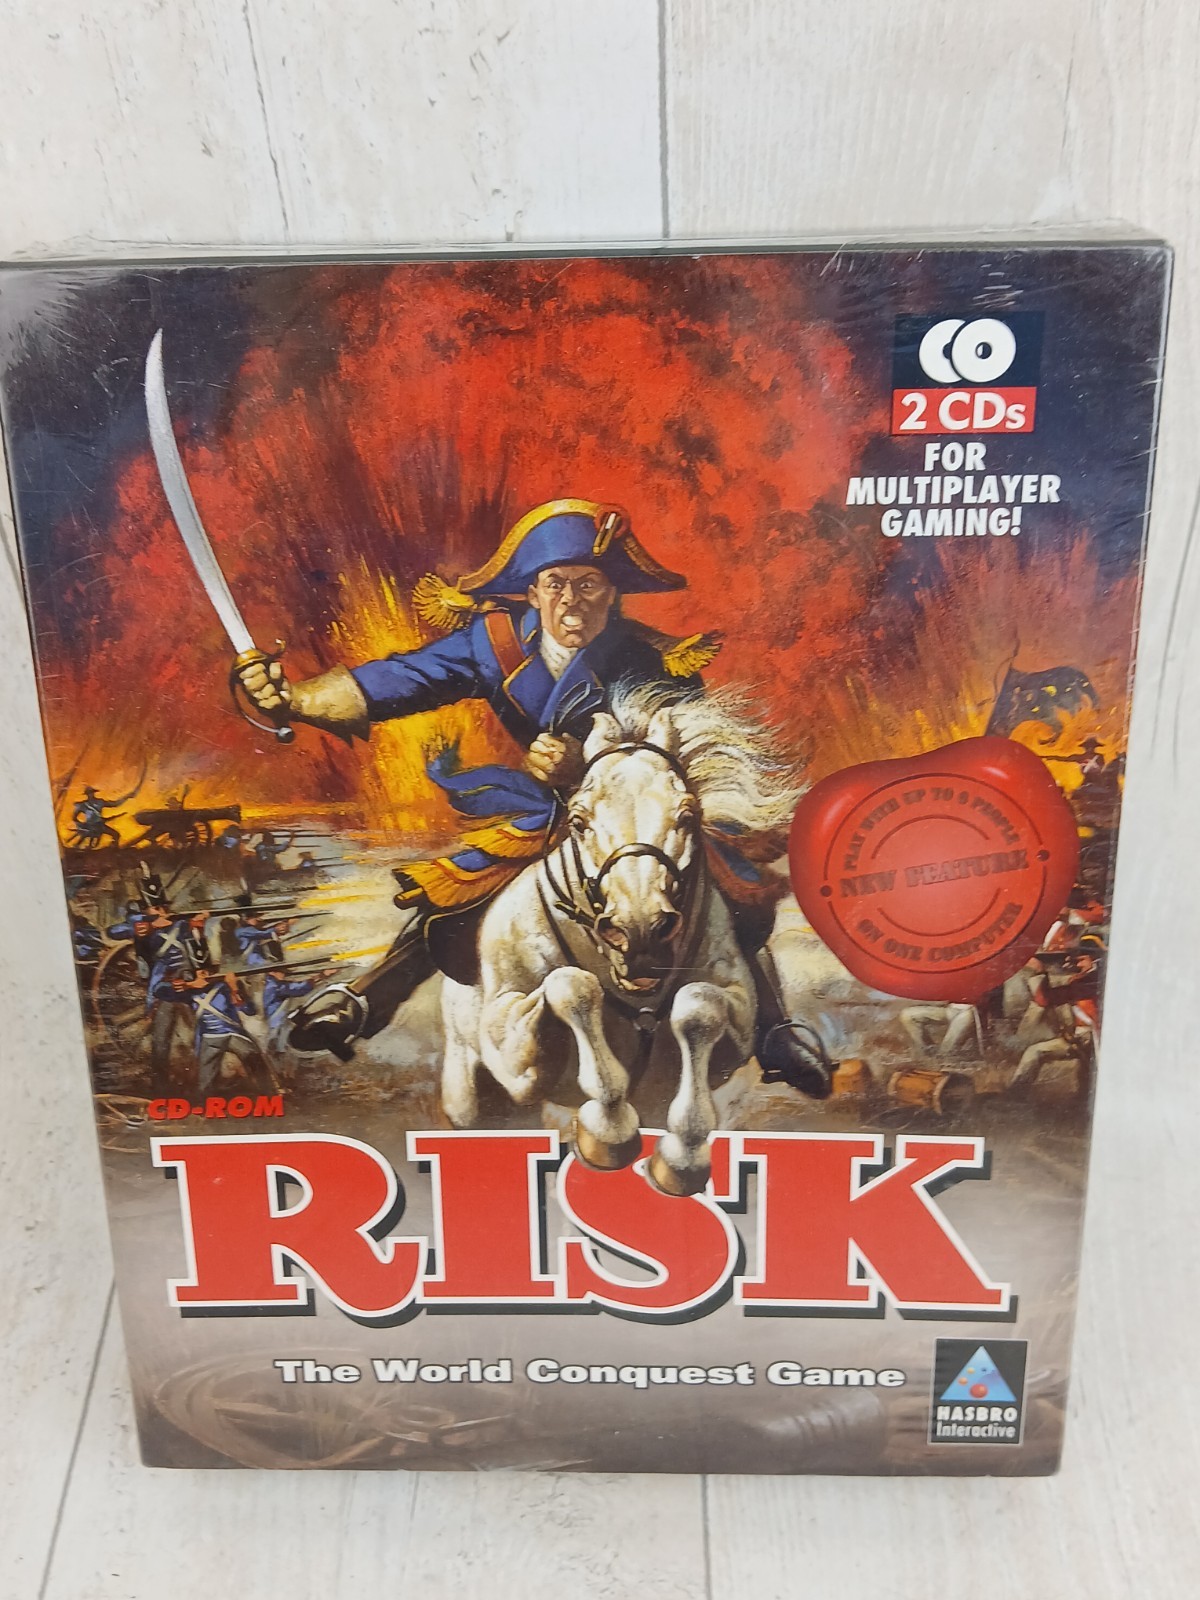 2 CDs
FOR
MULTIPLAYER
GAMING!
PLAY WITH UP TO 8 PEOPLE
NEW FEATURE
ON ONE COMPUTER
CD-ROM
RISK
The World Conquest Game
HASBRO
Interactive